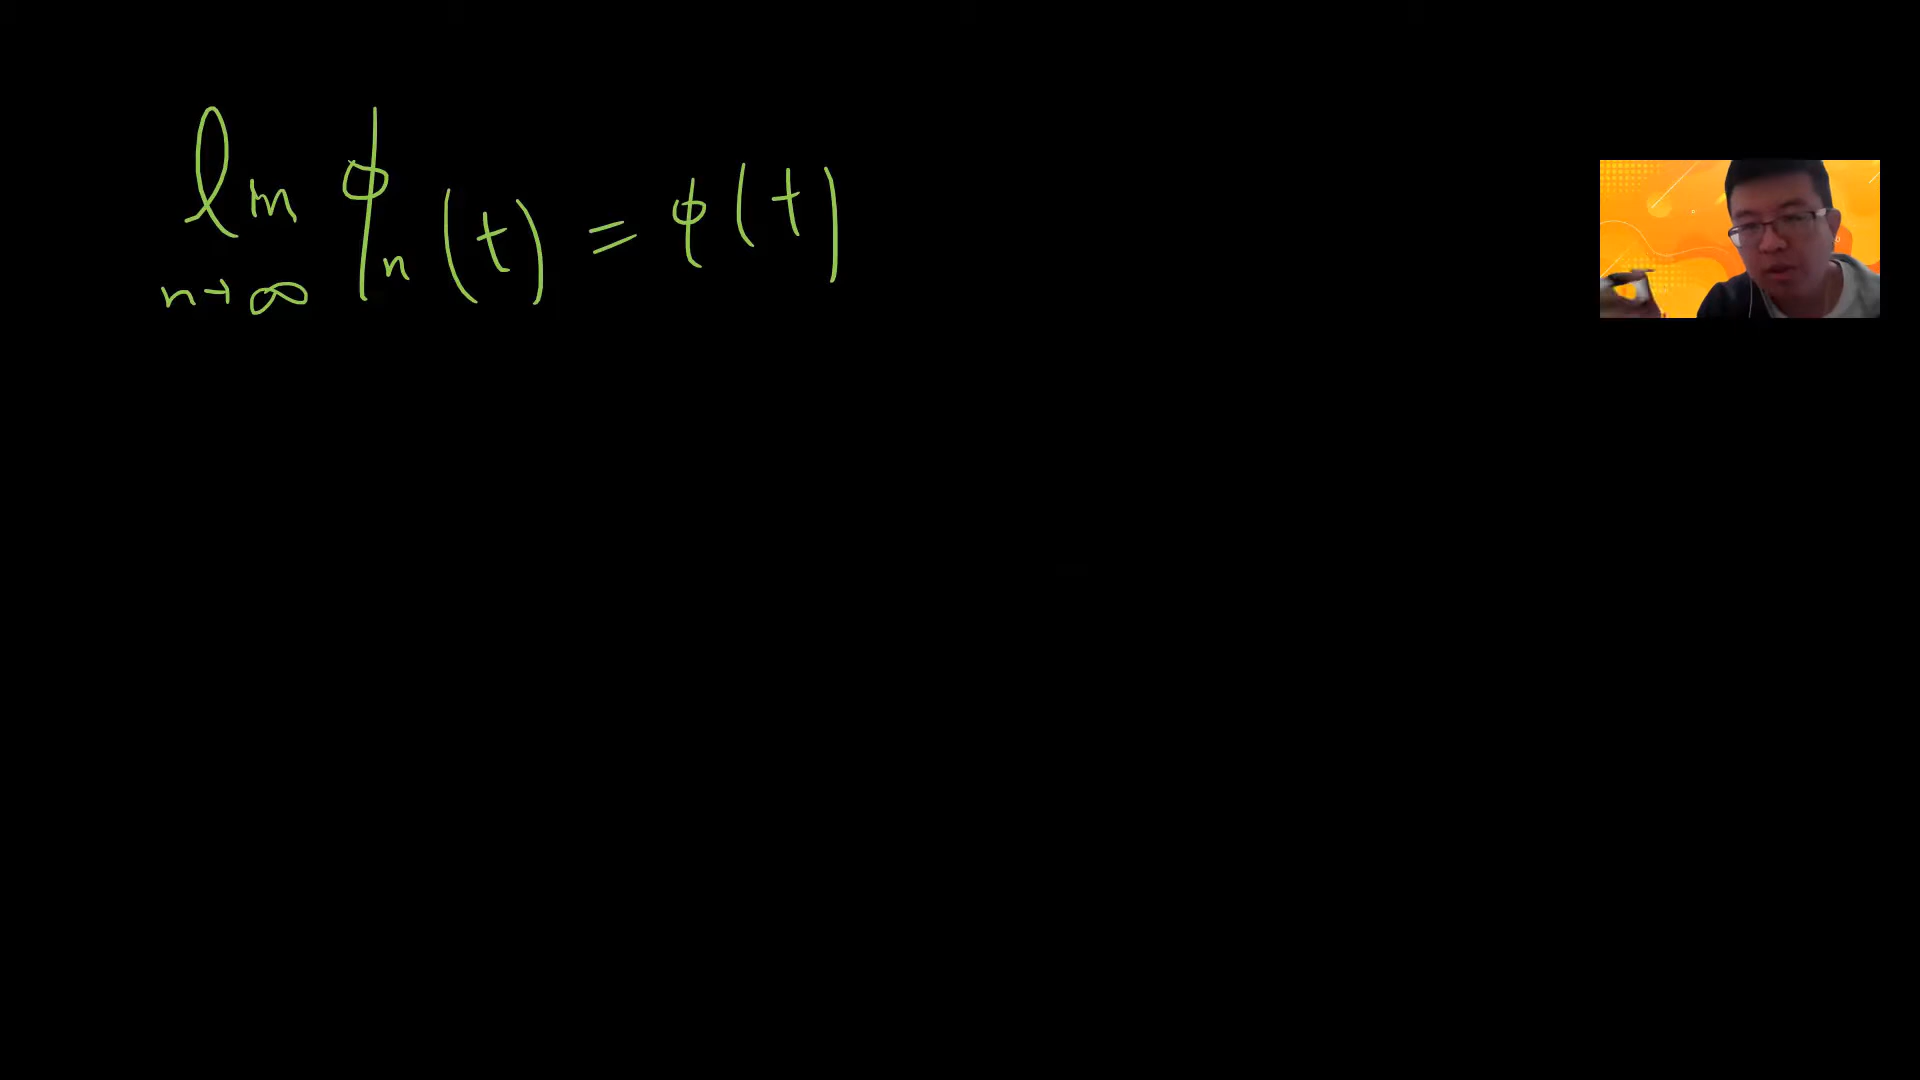 lim ϕn(t) = ϕ(t)
n→∞